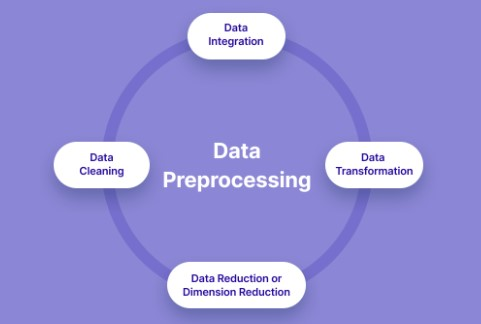 Data
Integration
Data
Cleaning
Data
Preprocessing
Data
Transformation
Data Reduction or
Dimension Reduction